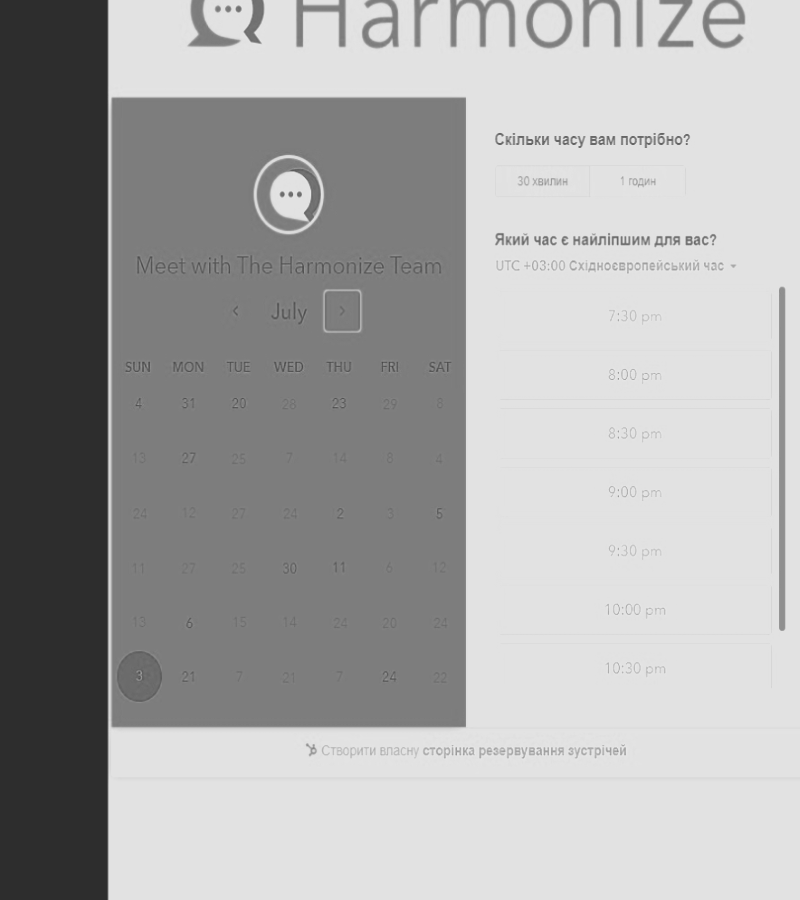 Harmonize
Meet with The Harmonize Team
July
SUN MON TUE WED THU FRI SAT
4 31 20 28 23 29 8
13 27 25 7 14 8 4
24 12 27 24 2 3 5
11 27 25 30 11 6 12
13 6 15 14 24 20 24
3 21 7 21 7 24 22
Скільки часу вам потрібно?
30 хвилин 1 годин
Який час є найліпшим для вас?
UTC +03:00 Східноєвропейський час
7:30 pm
8:00 pm
8:30 pm
9:00 pm
9:30 pm
10:00 pm
10:30 pm
Створити власну сторінка резервування зустрічей